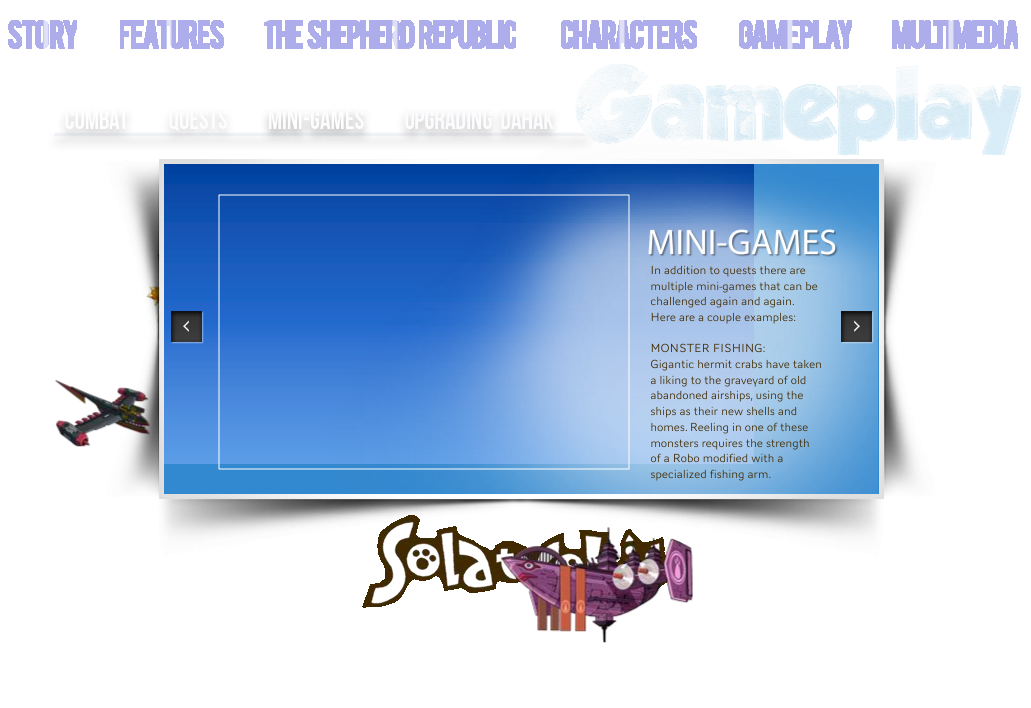 STORY FEATURES THE SHEPHERD REPUBLIC CHARACTERS GAMEPLAY MULTIMEDIA
Gameplay
COMBAT QUESTS MINI-GAMES UPGRADING DAHAK
MINI-GAMES
In addition to quests there are
multiple mini-games that can be
challenged again and again.
Here are a couple examples:
MONSTER FISHING:
Gigantic hermit crabs have taken
a liking to the graveyard of old
abandoned airships, using the
ships as their new shells and
homes. Reeling in one of these
monsters requires the strength
of a Robo modified with a
specialized fishing arm.